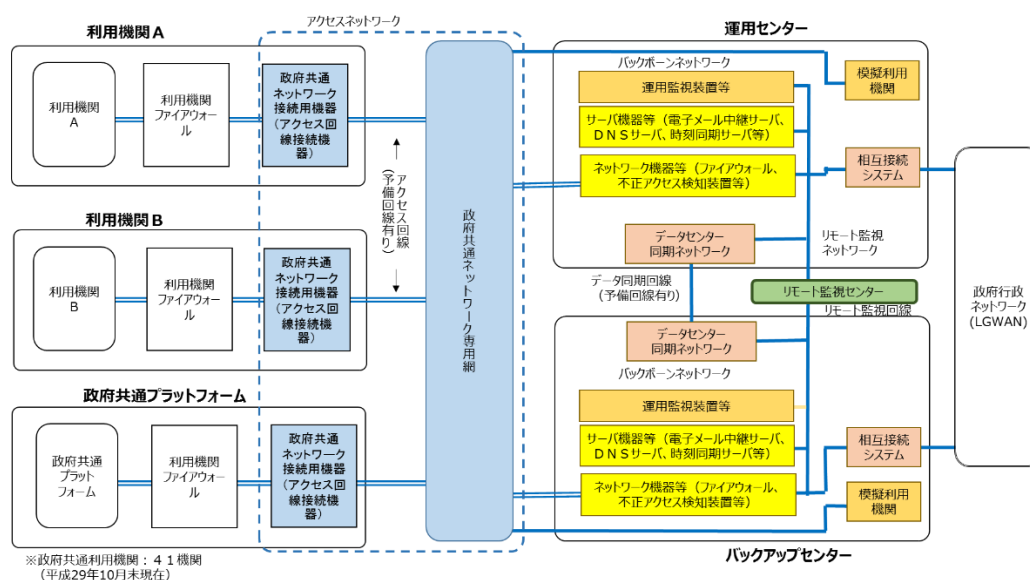 アクセスネットワーク
利用機関A
利用機関
A
利用機関
ファイアウォー
ル
政府共通
ネットワーク
接続用機器
(アクセス回
線接続機
器)
アクセス回線
(予備回線有り)
利用機関B
利用機関
B
利用機関
ファイアウォー
ル
政府共通
ネットワーク
接続用機器
(アクセス回
線接続機
器)
政府共通プラットフォーム
政府共通
プラット
フォーム
利用機関
ファイアウォー
ル
政府共通
ネットワーク
接続用機器
(アクセス回
線接続機
器)
※政府共通利用機関:41機関
(平成29年10月末現在)
政府共通ネットワーク専用網
運用センター
バックボーンネットワーク
運用監視装置等
サーバ機器等(電子メール中継サーバ、
DNSサーバ、時刻同期サーバ等)
ネットワーク機器等(ファイアウォール、
不正アクセス検知装置等)
模擬利用
機関
相互接続
システム
データセンター
同期ネットワーク
リモート監視
ネットワーク
データ同期回線
(予備回線有り)
リモート監視センター
リモート監視回線
データセンター
同期ネットワーク
バックボーンネットワーク
運用監視装置等
サーバ機器等(電子メール中継サーバ、
DNSサーバ、時刻同期サーバ等)
ネットワーク機器等(ファイアウォール、
不正アクセス検知装置等)
相互接続
システム
模擬利用
機関
バックアップセンター
政府行政
ネットワーク
(LGWAN)